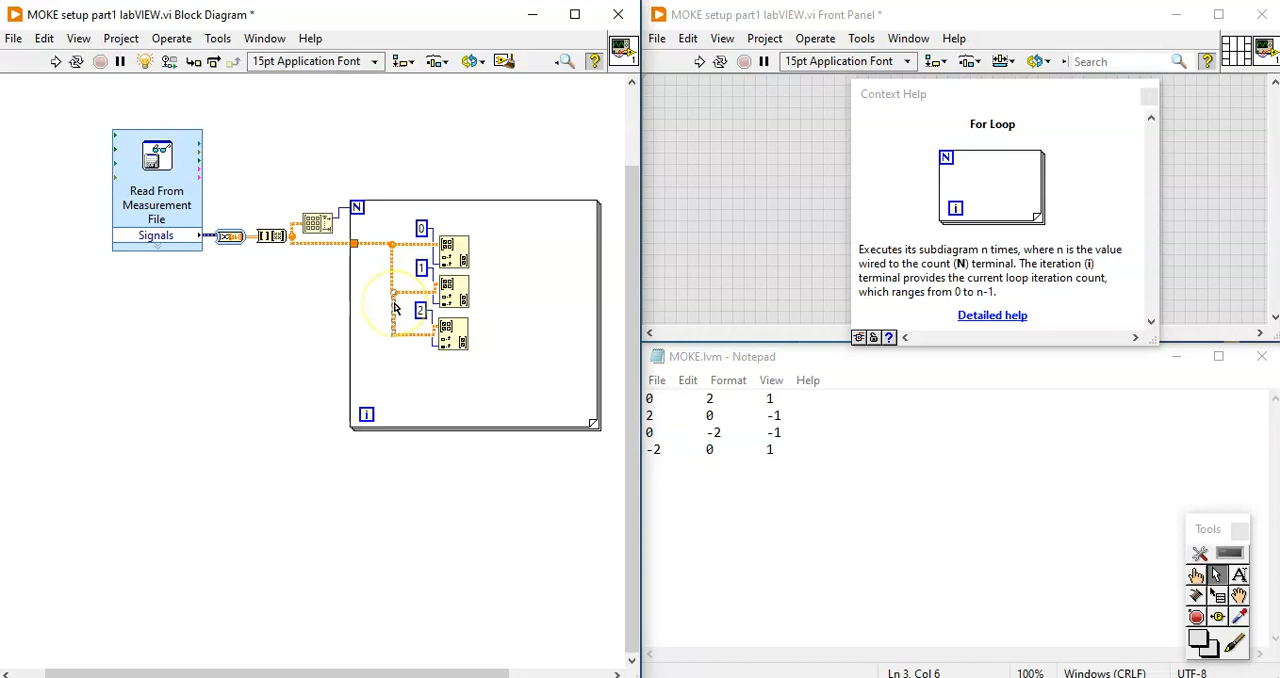 MOKE setup part1 labVIEW.vi Block Diagram *
File Edit View Project Operate Tools Window Help
15pt Application Font
1
Read From
Measurement
File
Signals
N
0
1
2
i
MOKE setup part1 labVIEW.vi Front Panel *
File Edit View Project Operate Tools Window Help
15pt Application Font
Search
?
1
Context Help
For Loop
N
i
Executes its subdiagram n times, where n is the value
wired to the count (N) terminal. The iteration (i)
terminal provides the current loop iteration count,
which ranges from 0 to n-1.
Detailed help
?
MOKE.lvm - Notepad
File Edit Format View Help
0 2 1
2 0 -1
0 -2 -1
-2 0 1
Tools
A
Ln 3, Col 6 100% Windows (CRLF) UTF-8